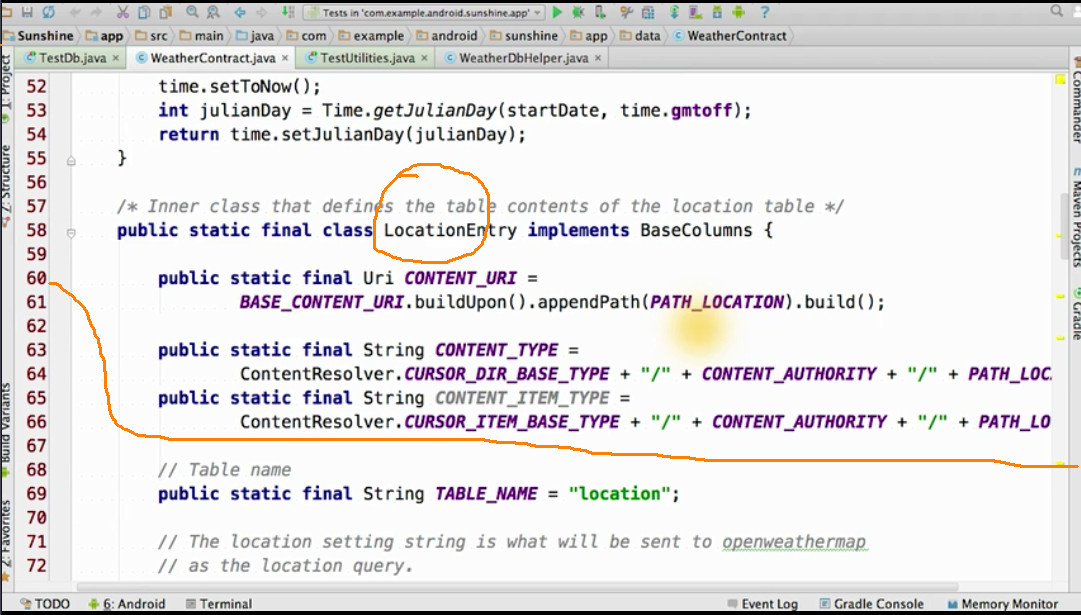 Tests in 'com.example.android.sunshine.app'
Sunshine app src main java com example android sunshine app data WeatherContract
TestDb.java WeatherContract.java TestUtilities.java WeatherDbHelper.java
1: Project
Z: Structure
Build Variants
2: Favorites
Commander
Maven Projects
Gradle
52 time.setToNow();
53 int julianDay = Time.getJulianDay(startDate, time.gmtoff);
54 return time.setJulianDay(julianDay);
55 }
56
57 /* Inner class that defines the table contents of the location table */
58 public static final class LocationEntry implements BaseColumns {
59
60 public static final Uri CONTENT_URI =
61 BASE_CONTENT_URI.buildUpon().appendPath(PATH_LOCATION).build();
62
63 public static final String CONTENT_TYPE =
64 ContentResolver.CURSOR_DIR_BASE_TYPE + "/" + CONTENT_AUTHORITY + "/" + PATH_LOC
65 public static final String CONTENT_ITEM_TYPE =
66 ContentResolver.CURSOR_ITEM_BASE_TYPE + "/" + CONTENT_AUTHORITY + "/" + PATH_LO
67
68 // Table name
69 public static final String TABLE_NAME = "location";
70
71 // The location setting string is what will be sent to openweathermap
72 // as the location query.
TODO 6: Android Terminal Event Log Gradle Console Memory Monitor